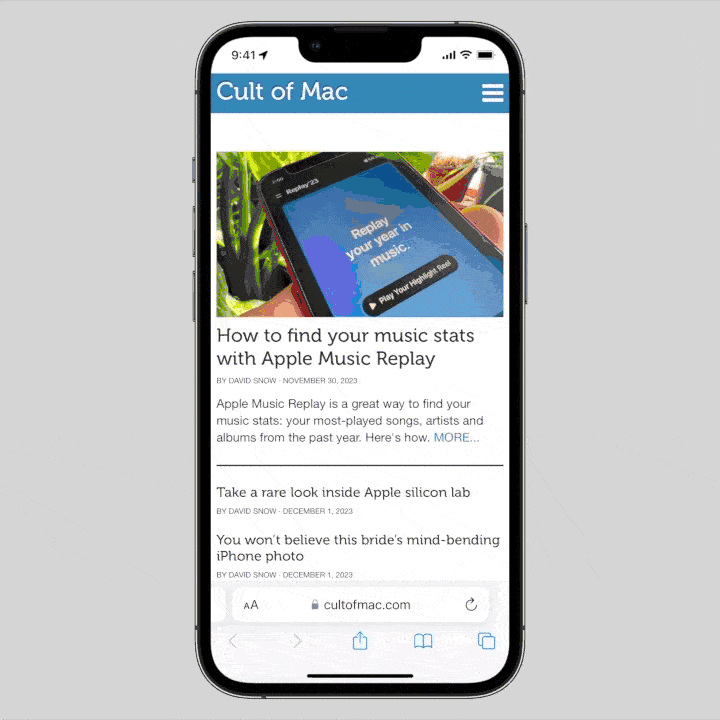 9:41
Cult of Mac
Replay'23
Replay
your year in
music.
Play Your Highlight Reel
How to find your music stats
with Apple Music Replay
BY DAVID SNOW · NOVEMBER 30, 2023
Apple Music Replay is a great way to find your
music stats: your most-played songs, artists and
albums from the past year. Here's how. MORE...
Take a rare look inside Apple silicon lab
BY DAVID SNOW · DECEMBER 1, 2023
You won't believe this bride's mind-bending
iPhone photo
BY DAVID SNOW · DECEMBER 1, 2023
AA
cultofmac.com